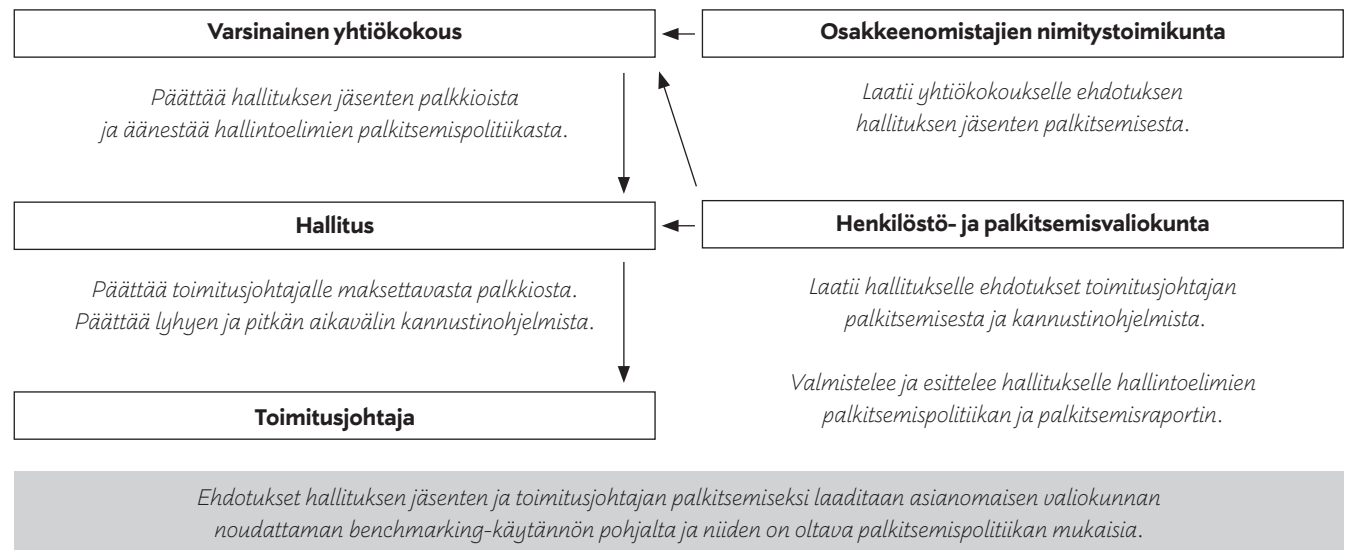 Varsinainen yhtiökokous
Osakkeenomistajien nimitystoimikunta
Päättää hallituksen jäsenten palkkioista
ja äänestää hallintoelimien palkitsemispolitiikasta.
Laatii yhtiökokoukselle ehdotuksen
hallituksen jäsenten palkitsemisesta.
Hallitus
Henkilöstö- ja palkitsemisvaliokunta
Päättää toimitusjohtajalle maksettavasta palkkiosta.
Päättää lyhyen ja pitkän aikavälin kannustinohjelmista.
Laatii hallitukselle ehdotukset toimitusjohtajan
palkitsemisesta ja kannustinohjelmista.
Valmistelee ja esittelee hallitukselle hallintoelimien
palkitsemispolitiikan ja palkitsemisraportin.
Toimitusjohtaja
Ehdotukset hallituksen jäsenten ja toimitusjohtajan palkitsemiseksi laaditaan asianomaisen valiokunnan
noudattaman benchmarking-käytännön pohjalta ja niiden on oltava palkitsemispolitiikan mukaisia.